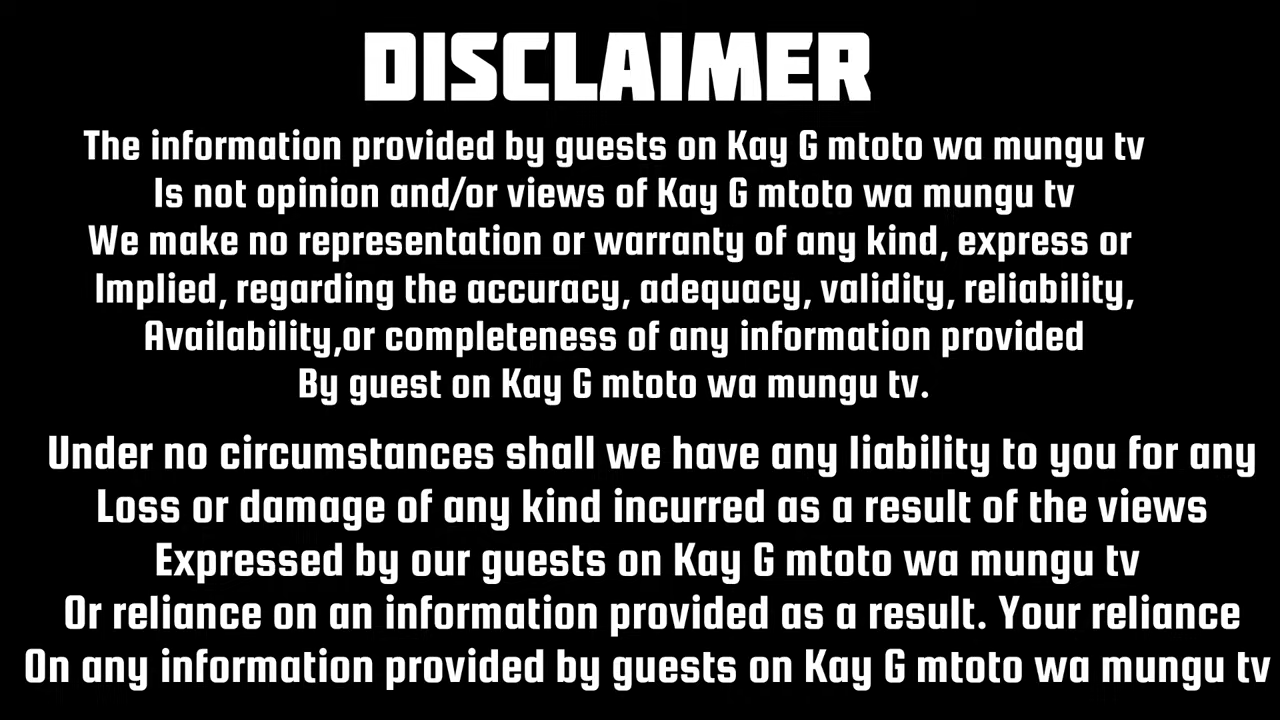 DISCLAIMER
The information provided by guests on Kay G mtoto wa mungu tv
Is not opinion and/or views of Kay G mtoto wa mungu tv
We make no representation or warranty of any kind, express or
Implied, regarding the accuracy, adequacy, validity, reliability,
Availability,or completeness of any information provided
By guest on Kay G mtoto wa mungu tv.
Under no circumstances shall we have any liability to you for any
Loss or damage of any kind incurred as a result of the views
Expressed by our guests on Kay G mtoto wa mungu tv
Or reliance on an information provided as a result. Your reliance
On any information provided by guests on Kay G mtoto wa mungu tv